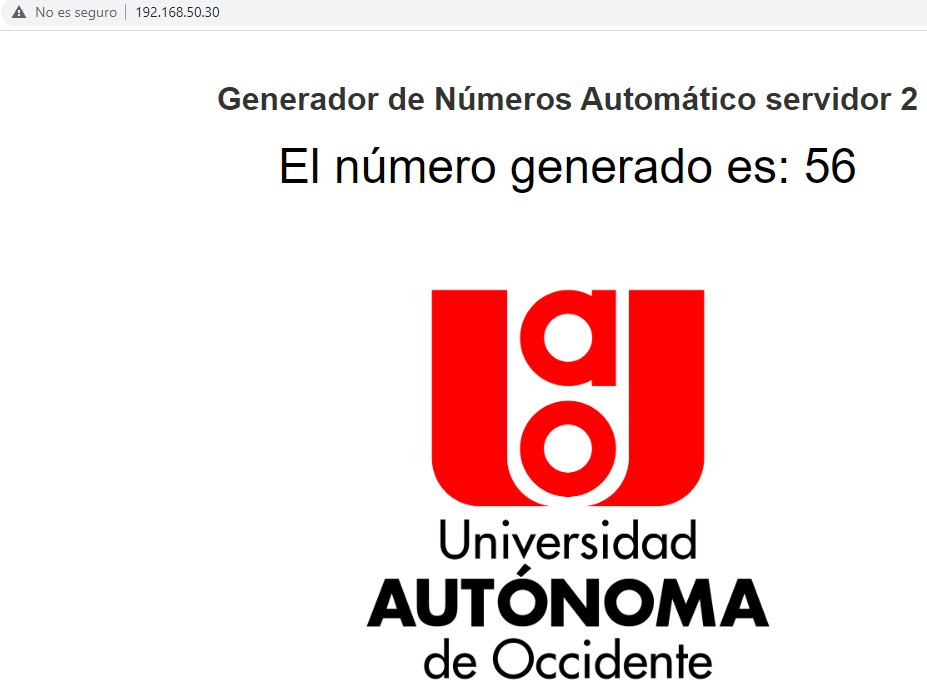 No es seguro | 192.168.50.30
Generador de Números Automático servidor 2
El número generado es: 56
uao
Universidad
AUTÓNOMA
de Occidente